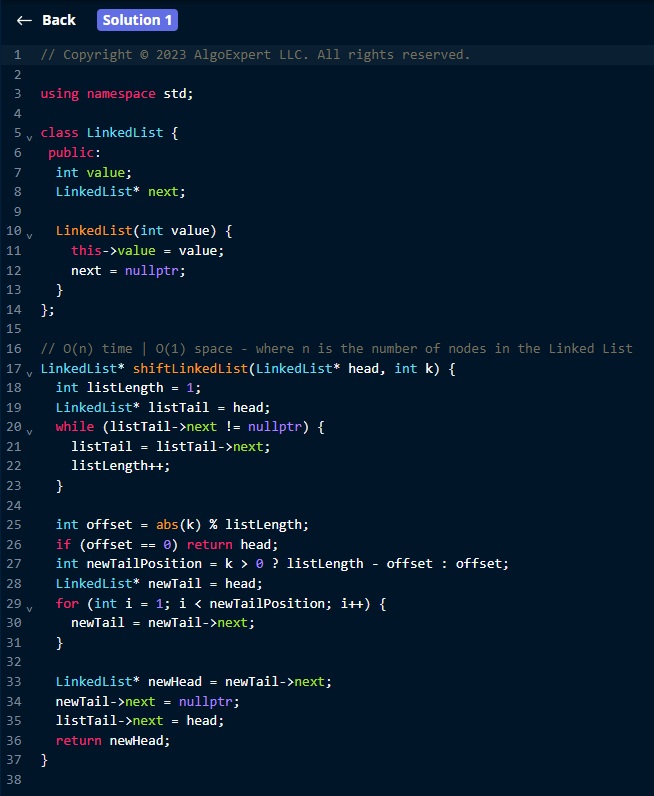 ← Back Solution 1
1 // Copyright © 2023 AlgoExpert LLC. All rights reserved.
2
3 using namespace std;
4
5 class LinkedList {
6 public:
7 int value;
8 LinkedList* next;
9
10 LinkedList(int value) {
11 this->value = value;
12 next = nullptr;
13 }
14 };
15
16 // O(n) time | O(1) space - where n is the number of nodes in the Linked List
17 LinkedList* shiftLinkedList(LinkedList* head, int k) {
18 int listLength = 1;
19 LinkedList* listTail = head;
20 while (listTail->next != nullptr) {
21 listTail = listTail->next;
22 listLength++;
23 }
24
25 int offset = abs(k) % listLength;
26 if (offset == 0) return head;
27 int newTailPosition = k > 0 ? listLength - offset : offset;
28 LinkedList* newTail = head;
29 for (int i = 1; i < newTailPosition; i++) {
30 newTail = newTail->next;
31 }
32
33 LinkedList* newHead = newTail->next;
34 newTail->next = nullptr;
35 listTail->next = head;
36 return newHead;
37 }
38